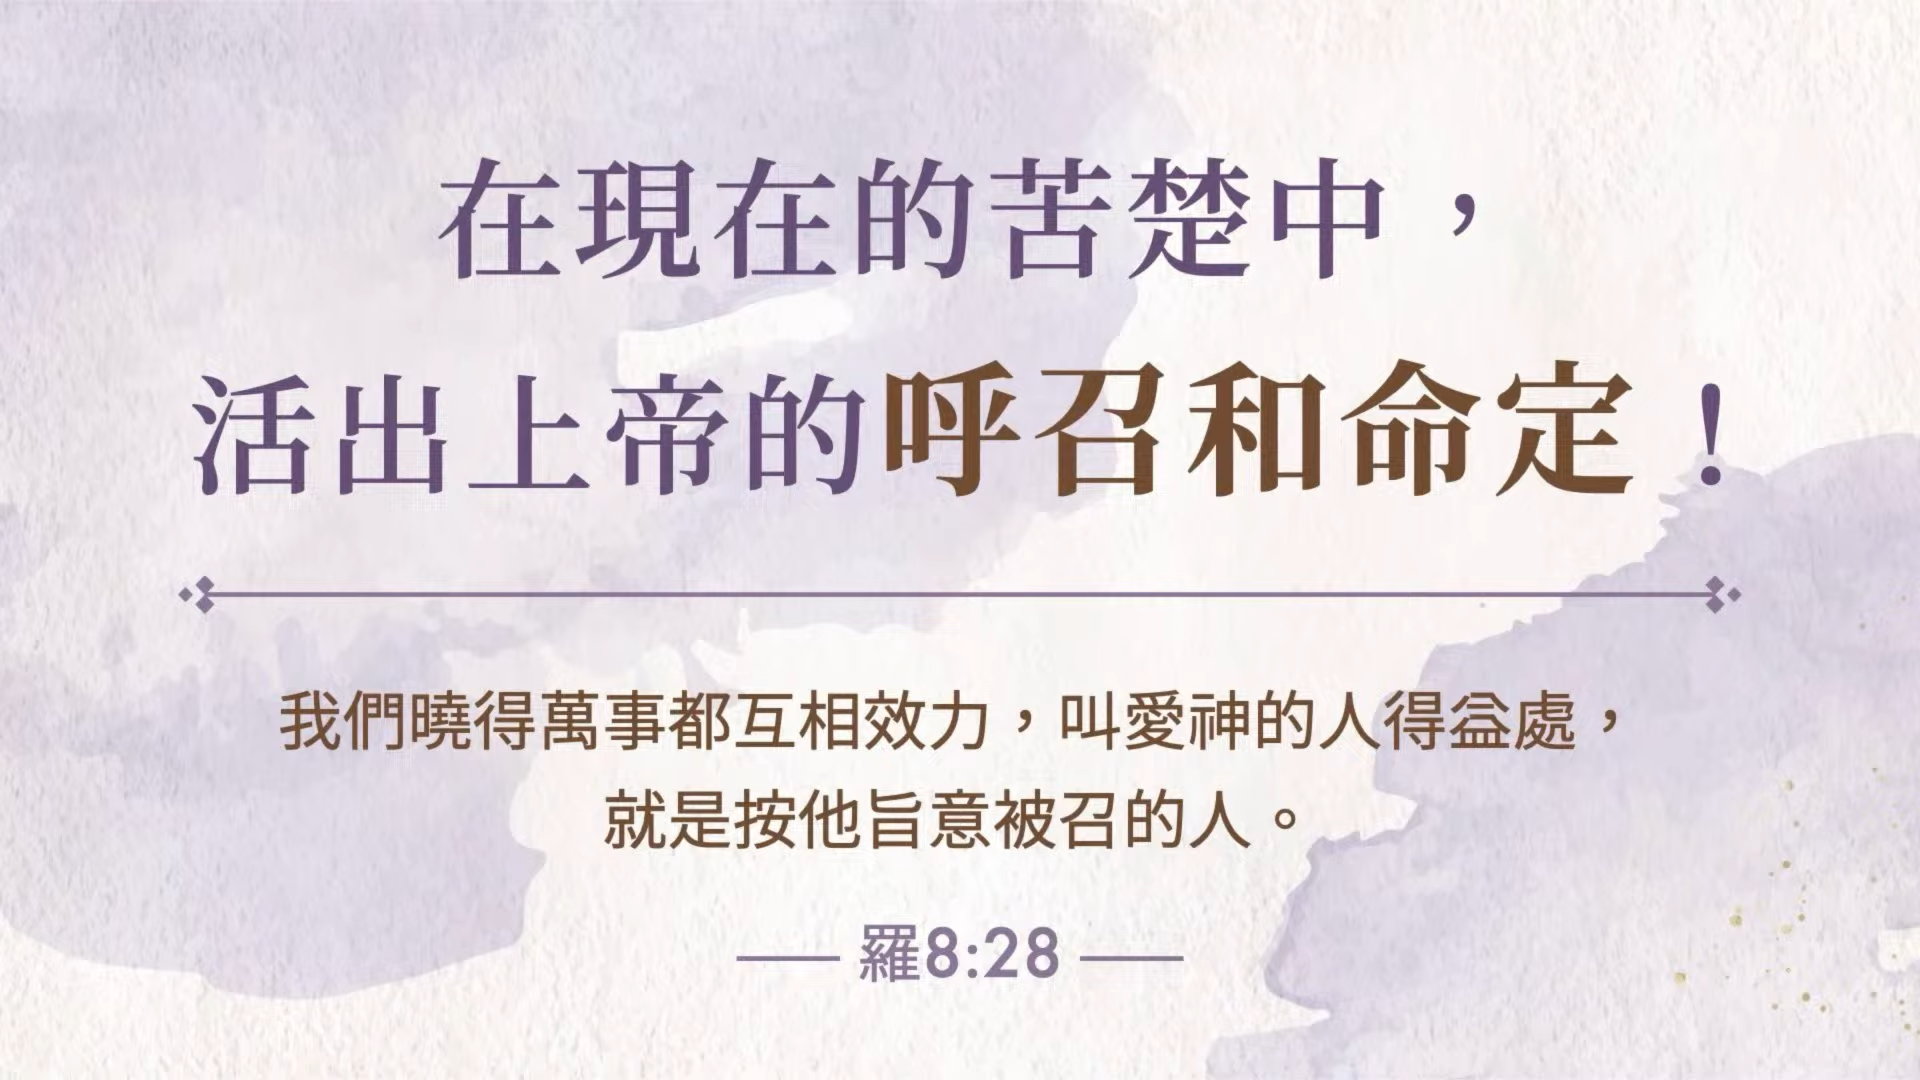 在現在的苦楚中，
活出上帝的呼召和命定！
我們曉得萬事都互相效力，叫愛神的人得益處，
就是按他旨意被召的人。
羅8:28